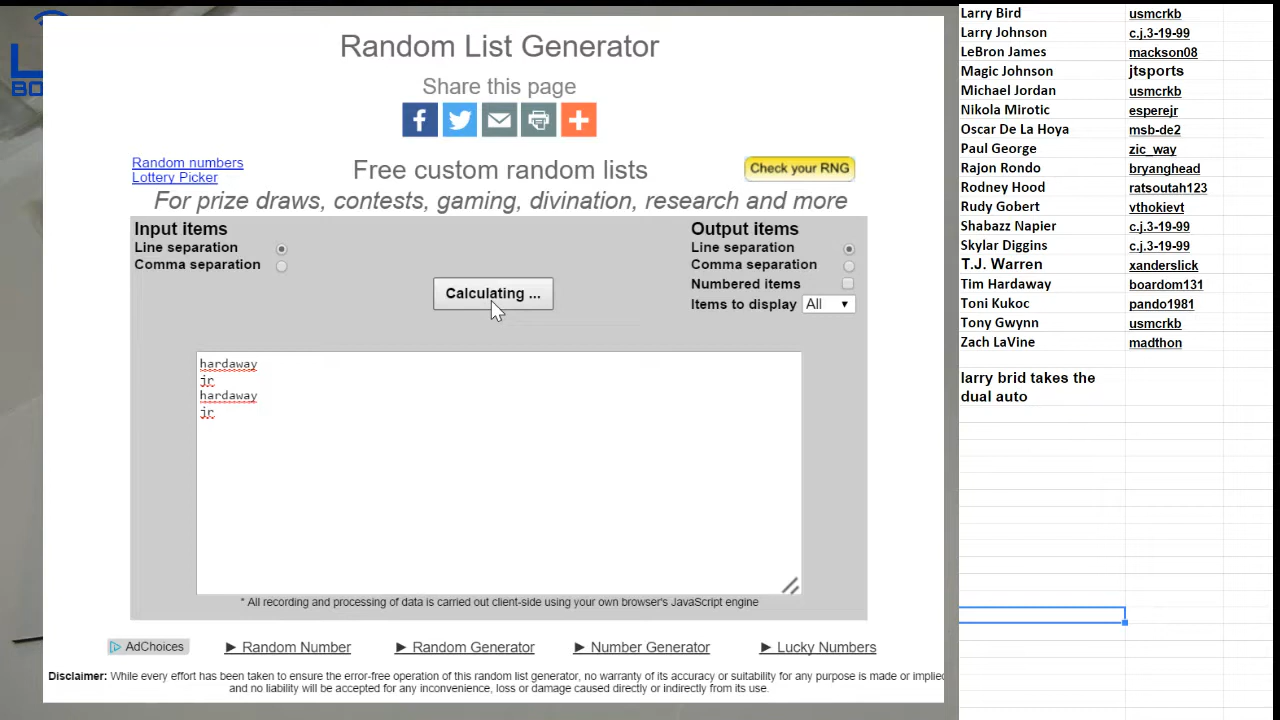 Random List Generator
Share this page
Random numbers
Lottery Picker
Free custom random lists
Check your RNG
For prize draws, contests, gaming, divination, research and more
Input items
Line separation
Comma separation
Calculating ...
Output items
Line separation
Comma separation
Numbered items
Items to display All
hardaway
jr
hardaway
jr
* All recording and processing of data is carried out client-side using your own browser's JavaScript engine
AdChoices
► Random Number
► Random Generator
► Number Generator
► Lucky Numbers
Disclaimer: While every effort has been taken to ensure the error-free operation of this random list generator, no warranty of its accuracy or suitability for any purpose is made or implied
and no liability will be accepted for any inconvenience, loss or damage caused directly or indirectly from its use.
Larry Bird usmcrkb
Larry Johnson c.j.3-19-99
LeBron James mackson08
Magic Johnson jtsports
Michael Jordan usmcrkb
Nikola Mirotic esperejr
Oscar De La Hoya msb-de2
Paul George zic_way
Rajon Rondo bryanghead
Rodney Hood ratsoutah123
Rudy Gobert vthokievt
Shabazz Napier c.j.3-19-99
Skylar Diggins c.j.3-19-99
T.J. Warren xanderslick
Tim Hardaway boardom131
Toni Kukoc pando1981
Tony Gwynn usmcrkb
Zach LaVine madthon
larry brid takes the
dual auto